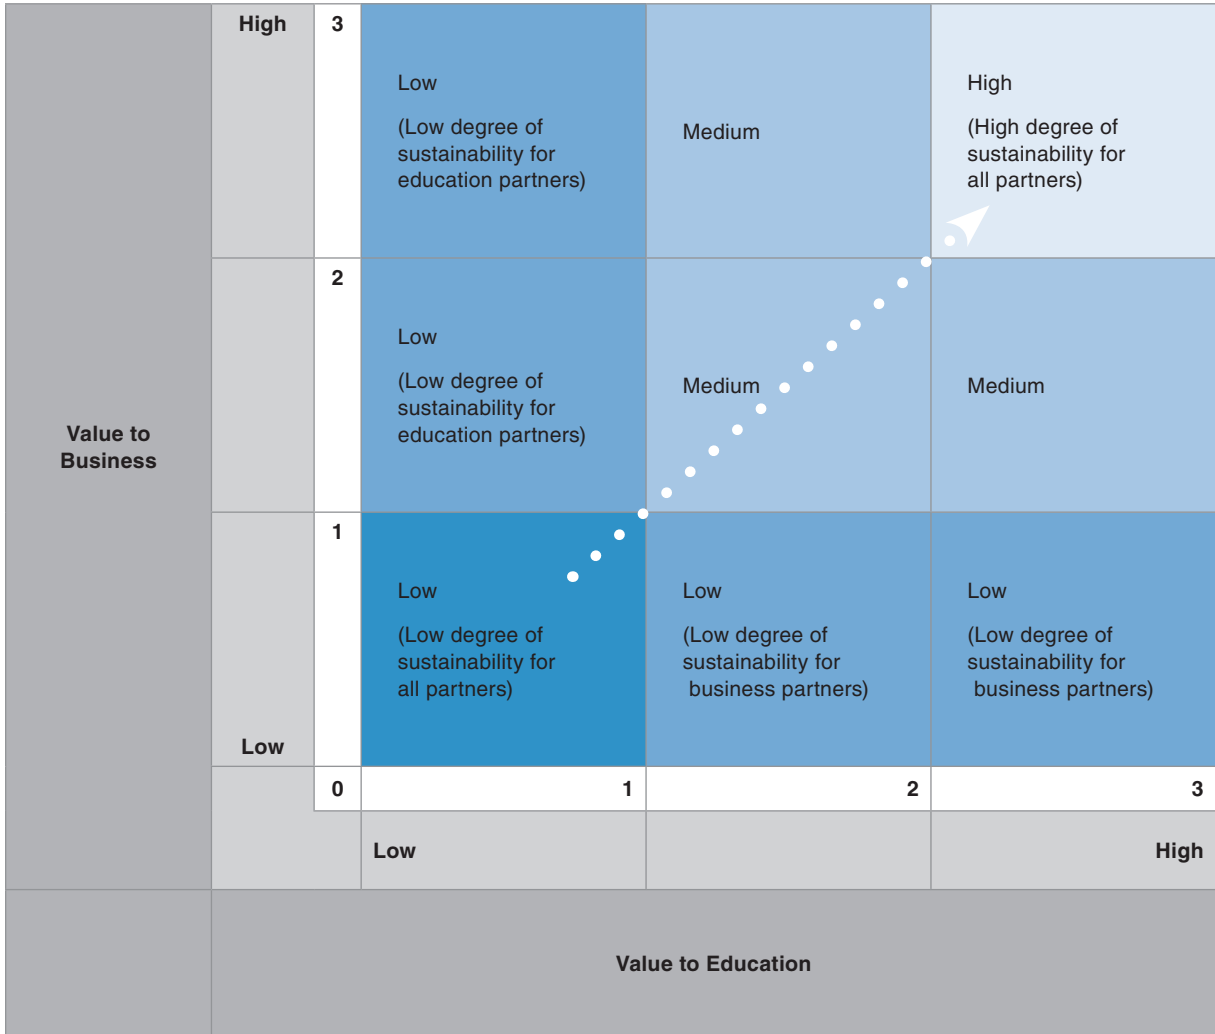 High
3
Low
(Low degree of
sustainability for
education partners)
Medium
High
(High degree of
sustainability for
all partners)
2
Low
(Low degree of
sustainability for
education partners)
Medium
Medium
Value to
Business
1
Low
(Low degree of
sustainability for
all partners)
Low
(Low degree of
sustainability for
business partners)
Low
(Low degree of
sustainability for
business partners)
Low
0
1
2
3
Low
High
Value to Education